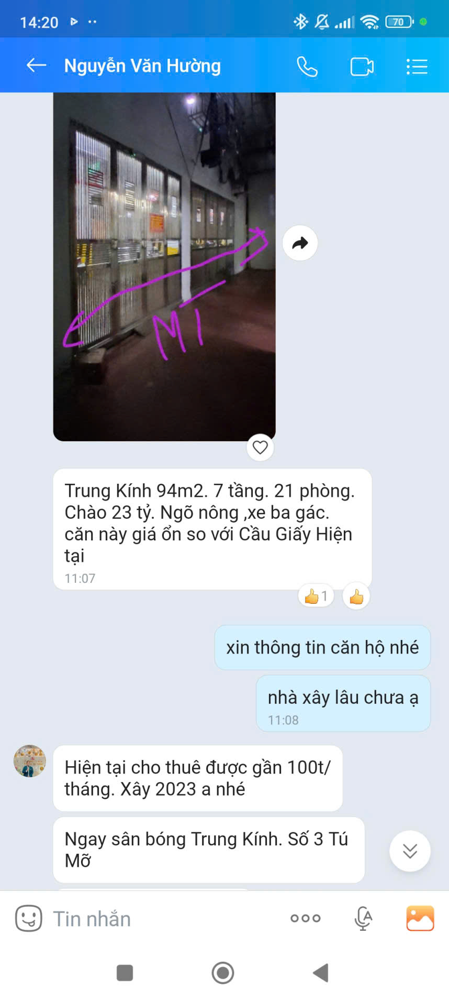 14:20
70
Nguyễn Văn Hường
MT
Trung Kính 94m2. 7 tầng. 21 phòng.
Chào 23 tỷ. Ngõ nông ,xe ba gác.
căn này giá ổn so với Cầu Giấy Hiện
tại
11:07
1
xin thông tin căn hộ nhé
nhà xây lâu chưa ạ
11:08
Hiện tại cho thuê được gần 100t/
tháng. Xây 2023 a nhé
Ngay sân bóng Trung Kính. Số 3 Tú
Mỡ
Tin nhắn